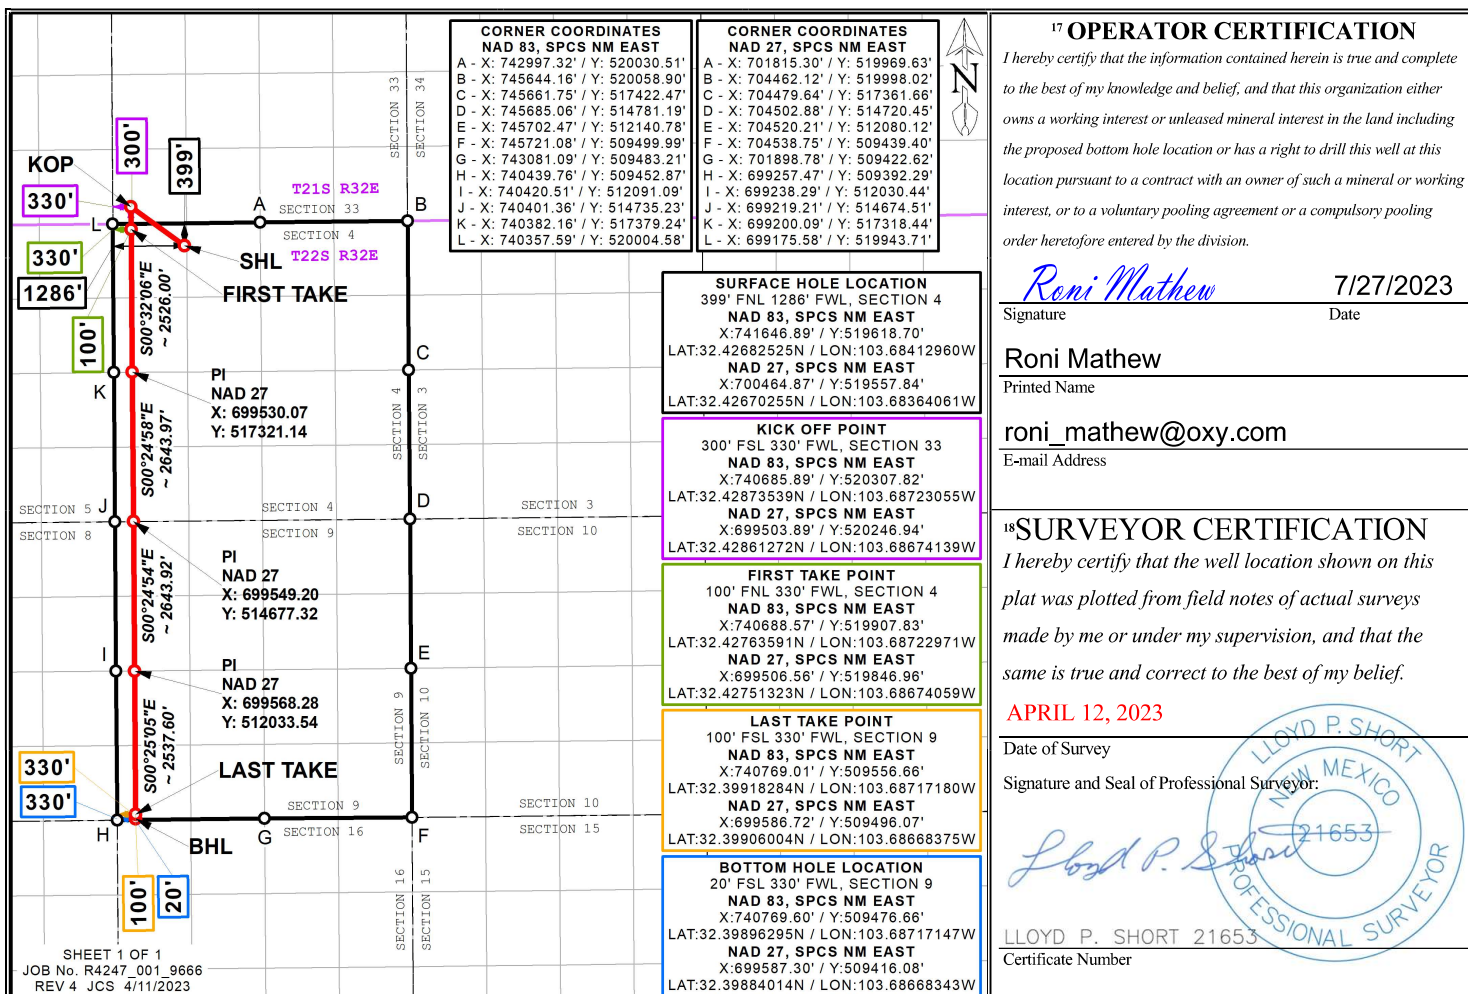 CORNER COORDINATES
NAD 83, SPCS NM EAST
A - X: 742997.32' / Y: 520030.51'
B - X: 745644.16' / Y: 520058.90'
C - X: 745661.75' / Y: 517422.47'
D - X: 745685.06' / Y: 514781.19'
E - X: 745702.47' / Y: 512140.78'
F - X: 745721.08' / Y: 509499.99'
G - X: 743081.09' / Y: 509483.21'
H - X: 740439.76' / Y: 509452.87'
I - X: 740420.51' / Y: 512091.09'
J - X: 740401.36' / Y: 514735.23'
K - X: 740382.16' / Y: 517379.24'
L - X: 740357.59' / Y: 520004.58'
CORNER COORDINATES
NAD 27, SPCS NM EAST
A - X: 701815.30' / Y: 519969.63'
B - X: 704462.12' / Y: 519998.02'
C - X: 704479.64' / Y: 517361.66'
D - X: 704502.88' / Y: 514720.45'
E - X: 704520.21' / Y: 512080.12'
F - X: 704538.75' / Y: 509439.40'
G - X: 701898.78' / Y: 509422.62'
H - X: 699257.47' / Y: 509392.29'
I - X: 699238.29' / Y: 512030.44'
J - X: 699219.21' / Y: 514674.51'
K - X: 699200.09' / Y: 517318.44'
L - X: 699175.58' / Y: 519943.71'
N
SECTION 33
SECTION 34
300'
399'
KOP
330'
T21S R32E
SECTION 33
A
B
L
SECTION 4
T22S R32E
330'
SHL
1286'
FIRST TAKE
100'
S00°32'06"E
~ 2526.00'
C
K
PI
NAD 27
X: 699530.07
Y: 517321.14
SECTION 4
SECTION 3
S00°24'58"E
~ 2643.97'
SECTION 5
J
SECTION 4
D
SECTION 3
SECTION 8
SECTION 9
SECTION 10
PI
NAD 27
X: 699549.20
Y: 514677.32
S00°24'54"E
~ 2643.92'
I
E
PI
NAD 27
X: 699568.28
Y: 512033.54
SECTION 9
SECTION 10
S00°25'05"E
~ 2537.60'
330'
LAST TAKE
330'
SECTION 9
SECTION 10
H
G
F
SECTION 16
SECTION 15
BHL
100'
20'
SECTION 16
SECTION 15
SHEET 1 OF 1
JOB No. R4247_001_9666
REV 4 JCS 4/11/2023
SURFACE HOLE LOCATION
399' FNL 1286' FWL, SECTION 4
NAD 83, SPCS NM EAST
X:741646.89' / Y:519618.70'
LAT:32.42682525N / LON:103.68412960W
NAD 27, SPCS NM EAST
X:700464.87' / Y:519557.84'
LAT:32.42670255N / LON:103.68364061W
KICK OFF POINT
300' FSL 330' FWL, SECTION 33
NAD 83, SPCS NM EAST
X:740685.89' / Y:520307.82'
LAT:32.42873539N / LON:103.68723055W
NAD 27, SPCS NM EAST
X:699503.89' / Y:520246.94'
LAT:32.42861272N / LON:103.68674139W
FIRST TAKE POINT
100' FNL 330' FWL, SECTION 4
NAD 83, SPCS NM EAST
X:740688.57' / Y:519907.83'
LAT:32.42763591N / LON:103.68722971W
NAD 27, SPCS NM EAST
X:699506.56' / Y:519846.96'
LAT:32.42751323N / LON:103.68674059W
LAST TAKE POINT
100' FSL 330' FWL, SECTION 9
NAD 83, SPCS NM EAST
X:740769.01' / Y:509556.66'
LAT:32.39918284N / LON:103.68717180W
NAD 27, SPCS NM EAST
X:699586.72' / Y:509496.07'
LAT:32.39906004N / LON:103.68668375W
BOTTOM HOLE LOCATION
20' FSL 330' FWL, SECTION 9
NAD 83, SPCS NM EAST
X:740769.60' / Y:509476.66'
LAT:32.39896295N / LON:103.68717147W
NAD 27, SPCS NM EAST
X:699587.30' / Y:509416.08'
LAT:32.39884014N / LON:103.68668343W
17 OPERATOR CERTIFICATION
I hereby certify that the information contained herein is true and complete
to the best of my knowledge and belief, and that this organization either
owns a working interest or unleased mineral interest in the land including
the proposed bottom hole location or has a right to drill this well at this
location pursuant to a contract with an owner of such a mineral or working
interest, or to a voluntary pooling agreement or a compulsory pooling
order heretofore entered by the division.
Roni Mathew 7/27/2023
Signature Date
Roni Mathew
Printed Name
roni_mathew@oxy.com
E-mail Address
18 SURVEYOR CERTIFICATION
I hereby certify that the well location shown on this
plat was plotted from field notes of actual surveys
made by me or under my supervision, and that the
same is true and correct to the best of my belief.
APRIL 12, 2023
Date of Survey
Signature and Seal of Professional Surveyor:
Lloyd P. Short
LLOYD P. SHORT
NEW MEXICO
21653
PROFESSIONAL SURVEYOR
LLOYD P. SHORT 21653
Certificate Number